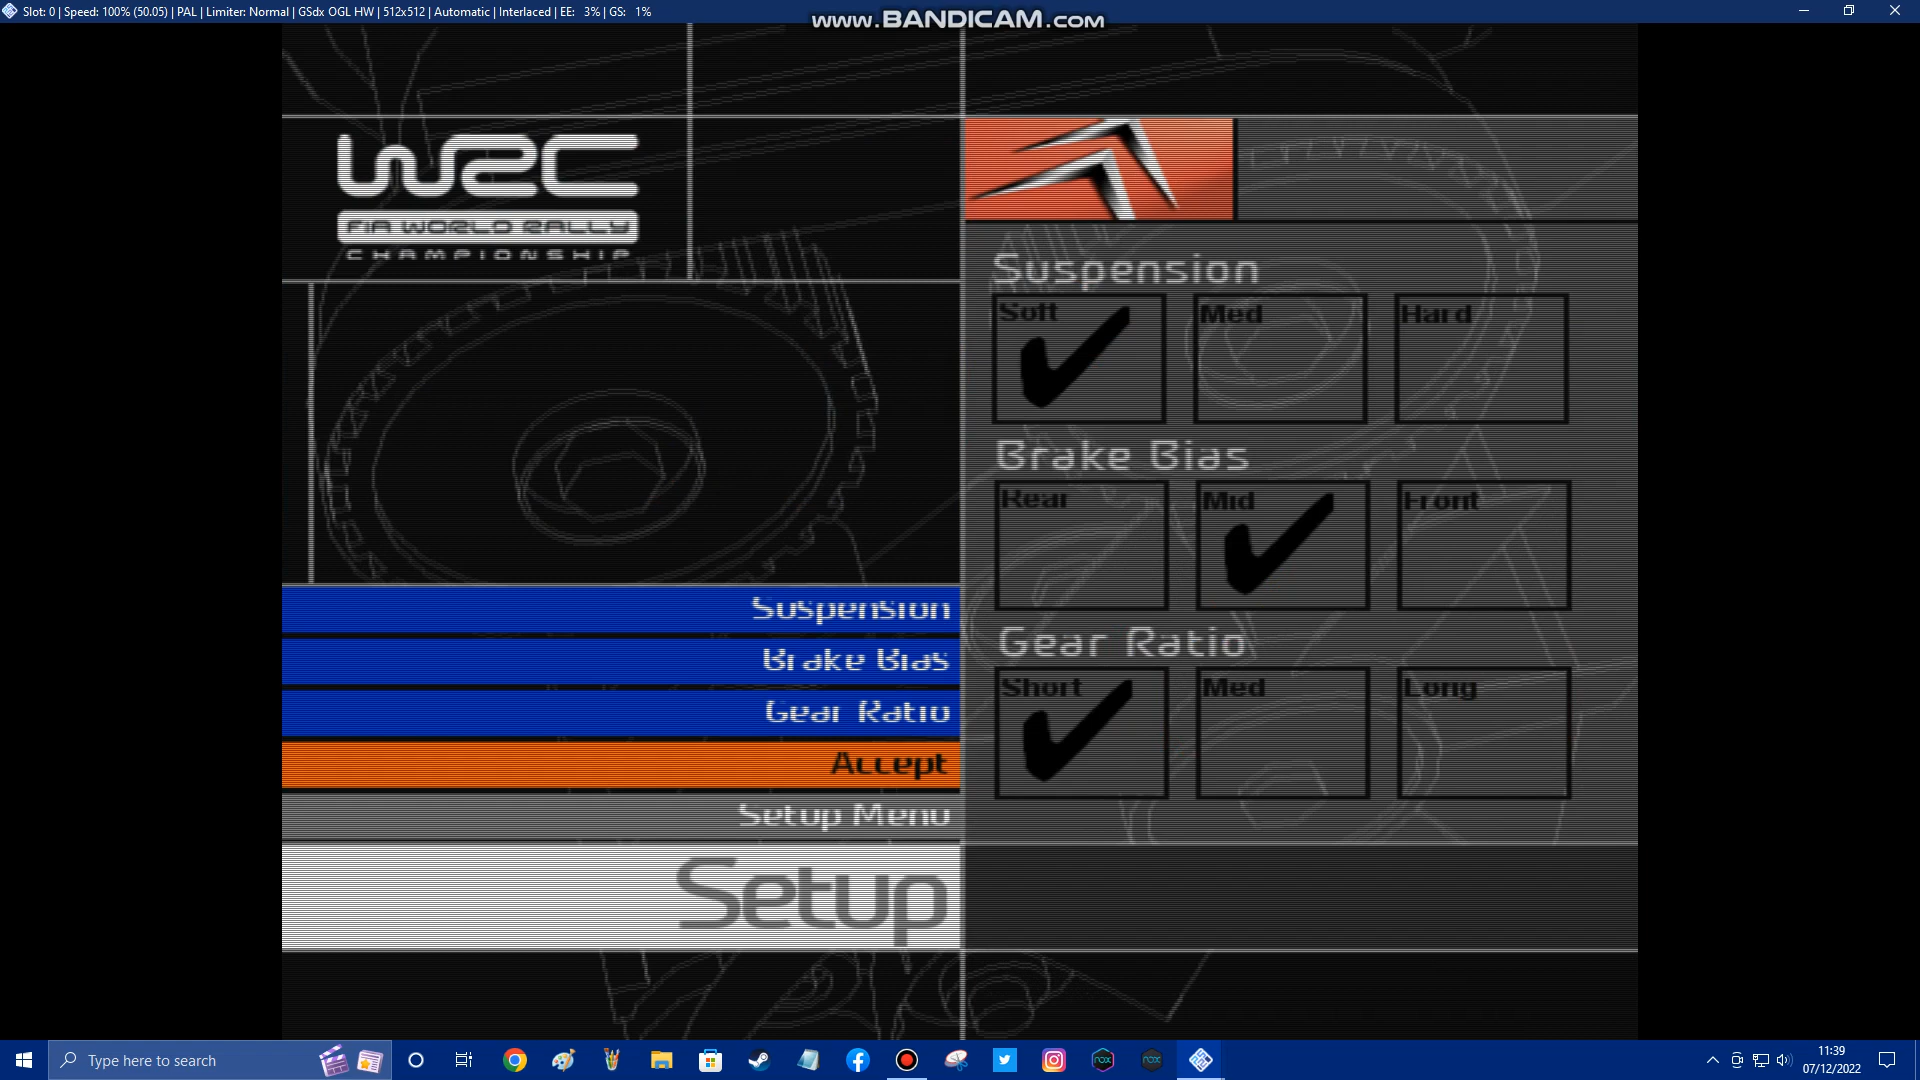 Slot: 0 | Speed: 100% (50.05) | PAL | Limiter: Normal | GSdx OGL HW | 512x512 | Automatic | Interlaced | EE: 3% | GS: 1%
www.BANDICAM.com
WRC
FIA WORLD RALLY
CHAMPIONSHIP
Suspension
Brake Bias
Gear Ratio
Accept
Setup Menu
Setup
Suspension
Soft Med Hard
Brake Bias
Rear Mid Front
Gear Ratio
Short Med Long
Type here to search
11:39
07/12/2022